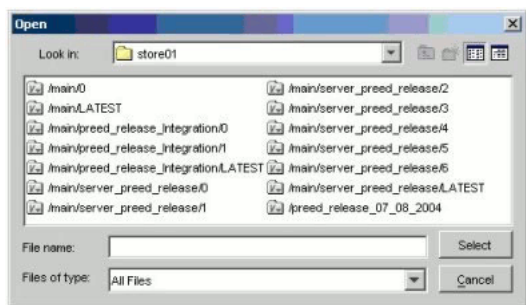 Open
Look in: store01
/main/0
/main/LATEST
/main/preed_release_Integration/0
/main/preed_release_Integration/1
/main/preed_release_Integration/LATEST
/main/server_preed_release/0
/main/server_preed_release/1
/main/server_preed_release/2
/main/server_preed_release/3
/main/server_preed_release/4
/main/server_preed_release/5
/main/server_preed_release/6
/main/server_preed_release/LATEST
/preed_release_07_08_2004
File name: Select
Files of type: All Files Cancel